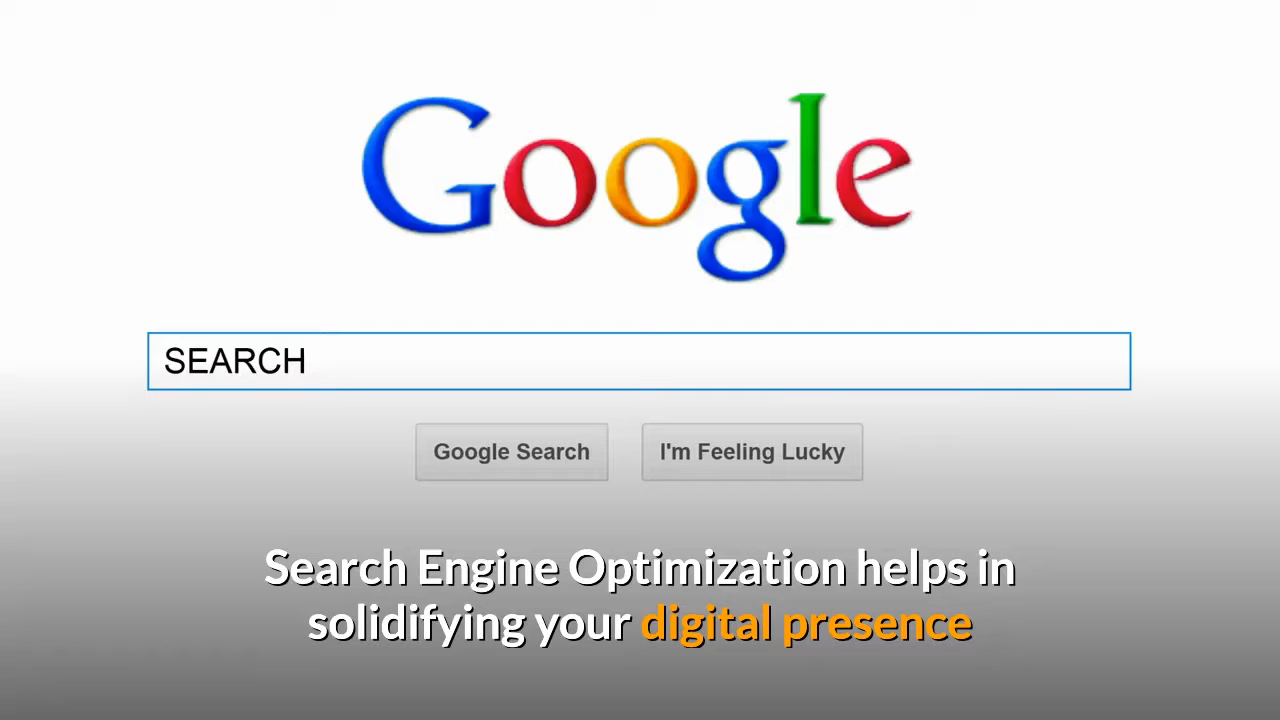 Google
SEARCH
Google Search
I'm Feeling Lucky
Search Engine Optimization helps in
solidifying your digital presence